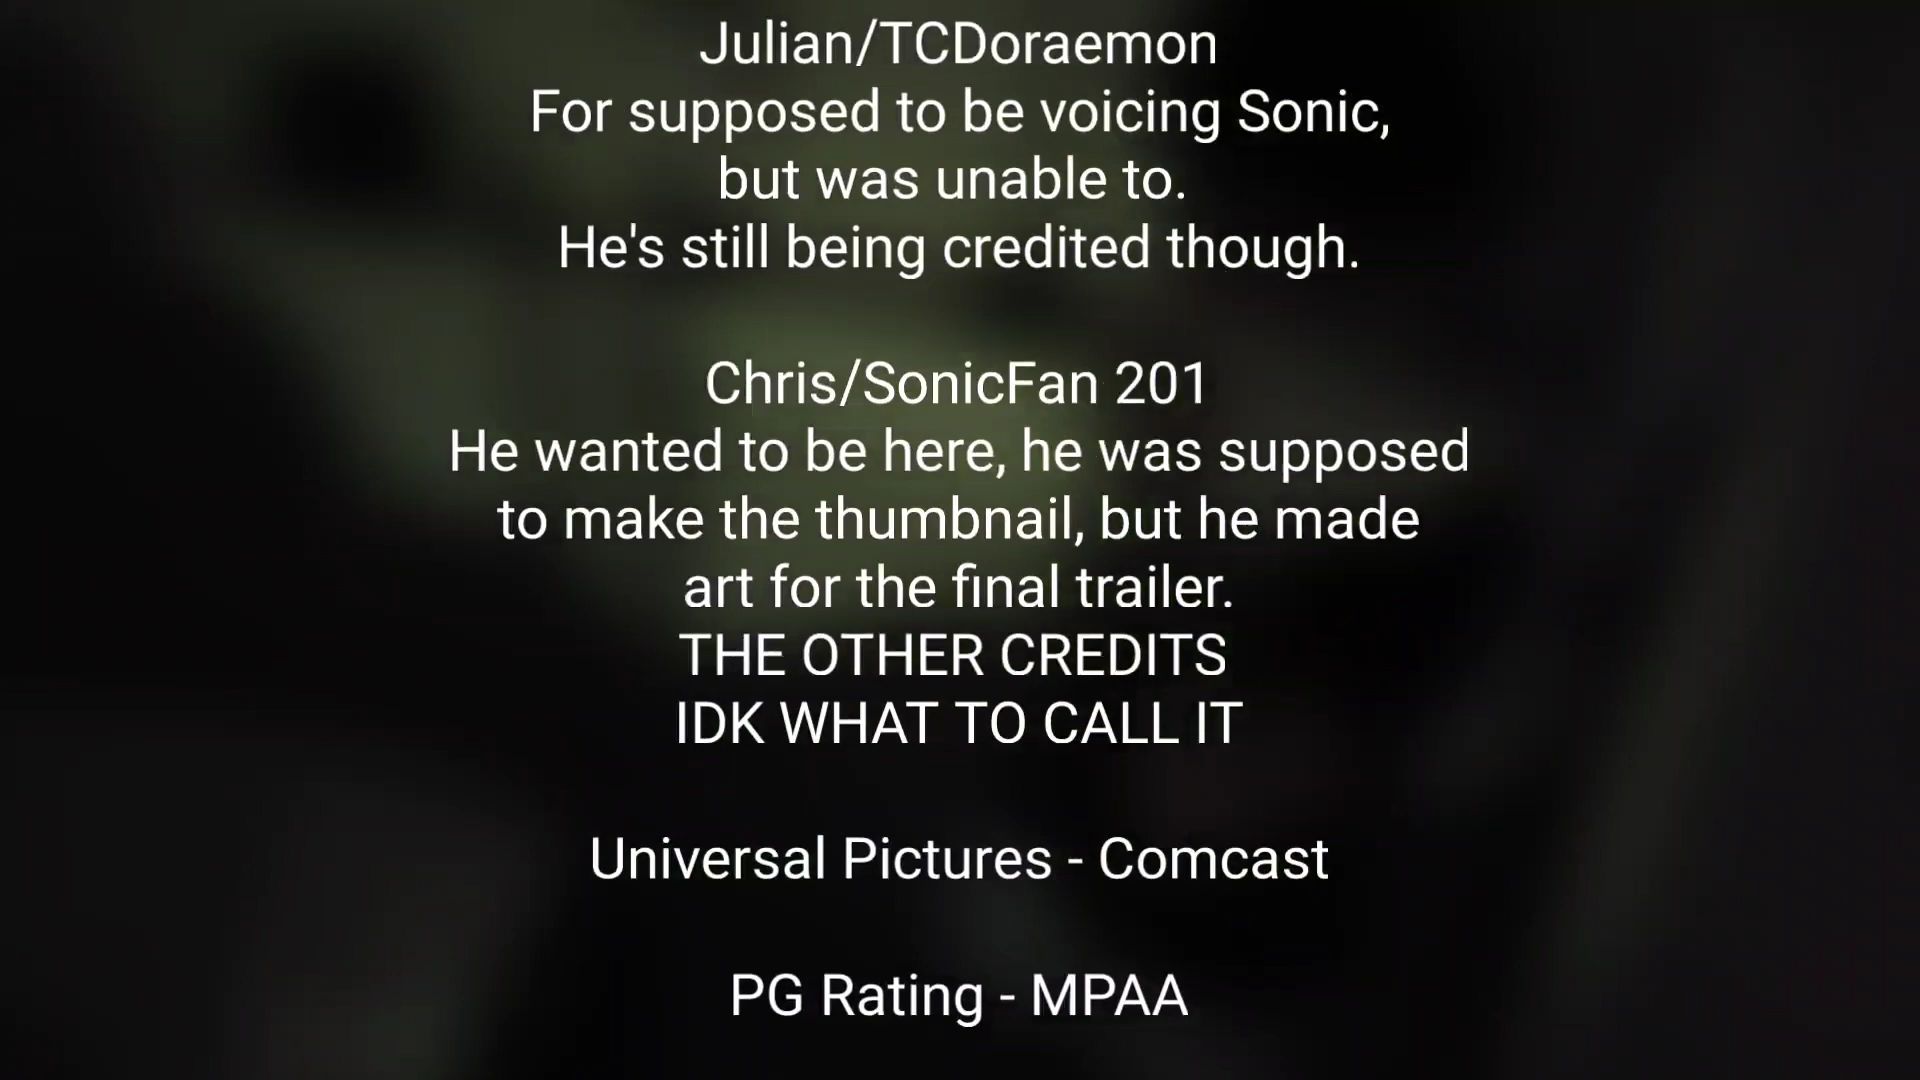 Julian/TCDoraemon
For supposed to be voicing Sonic,
but was unable to.
He's still being credited though.
Chris/SonicFan 201
He wanted to be here, he was supposed
to make the thumbnail, but he made
art for the final trailer.
THE OTHER CREDITS
IDK WHAT TO CALL IT
Universal Pictures - Comcast
PG Rating - MPAA